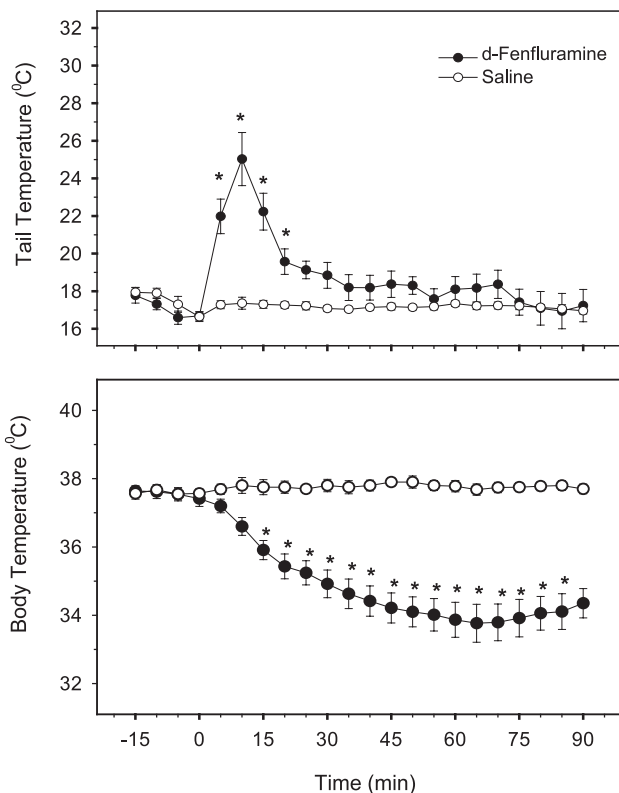 32
30
28
26
24
22
20
18
16
Tail Temperature (⁰C)
d-Fenfluramine
Saline
*
*
*
*
40
38
36
34
32
Body Temperature (⁰C)
* * * * * * * * * * * * * * *
-15 0 15 30 45 60 75 90
Time (min)